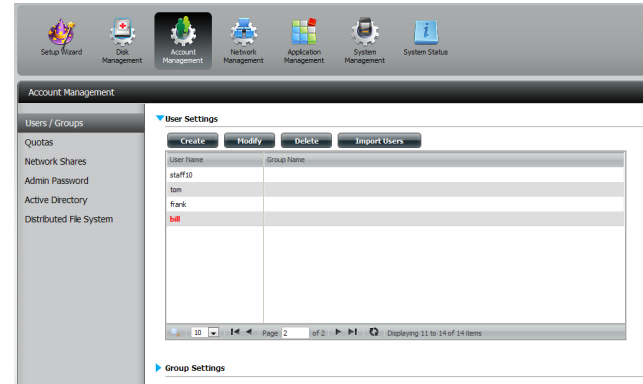 Setup Wizard
Disk Management
Account Management
Network Management
Application Management
System Management
System Status
Account Management
Users / Groups
Quotas
Network Shares
Admin Password
Active Directory
Distributed File System
User Settings
Create Modify Delete Import Users
User Name Group Name
staff10
tom
frank
bill
10 Page 2 of 2 Displaying 11 to 14 of 14 items
Group Settings